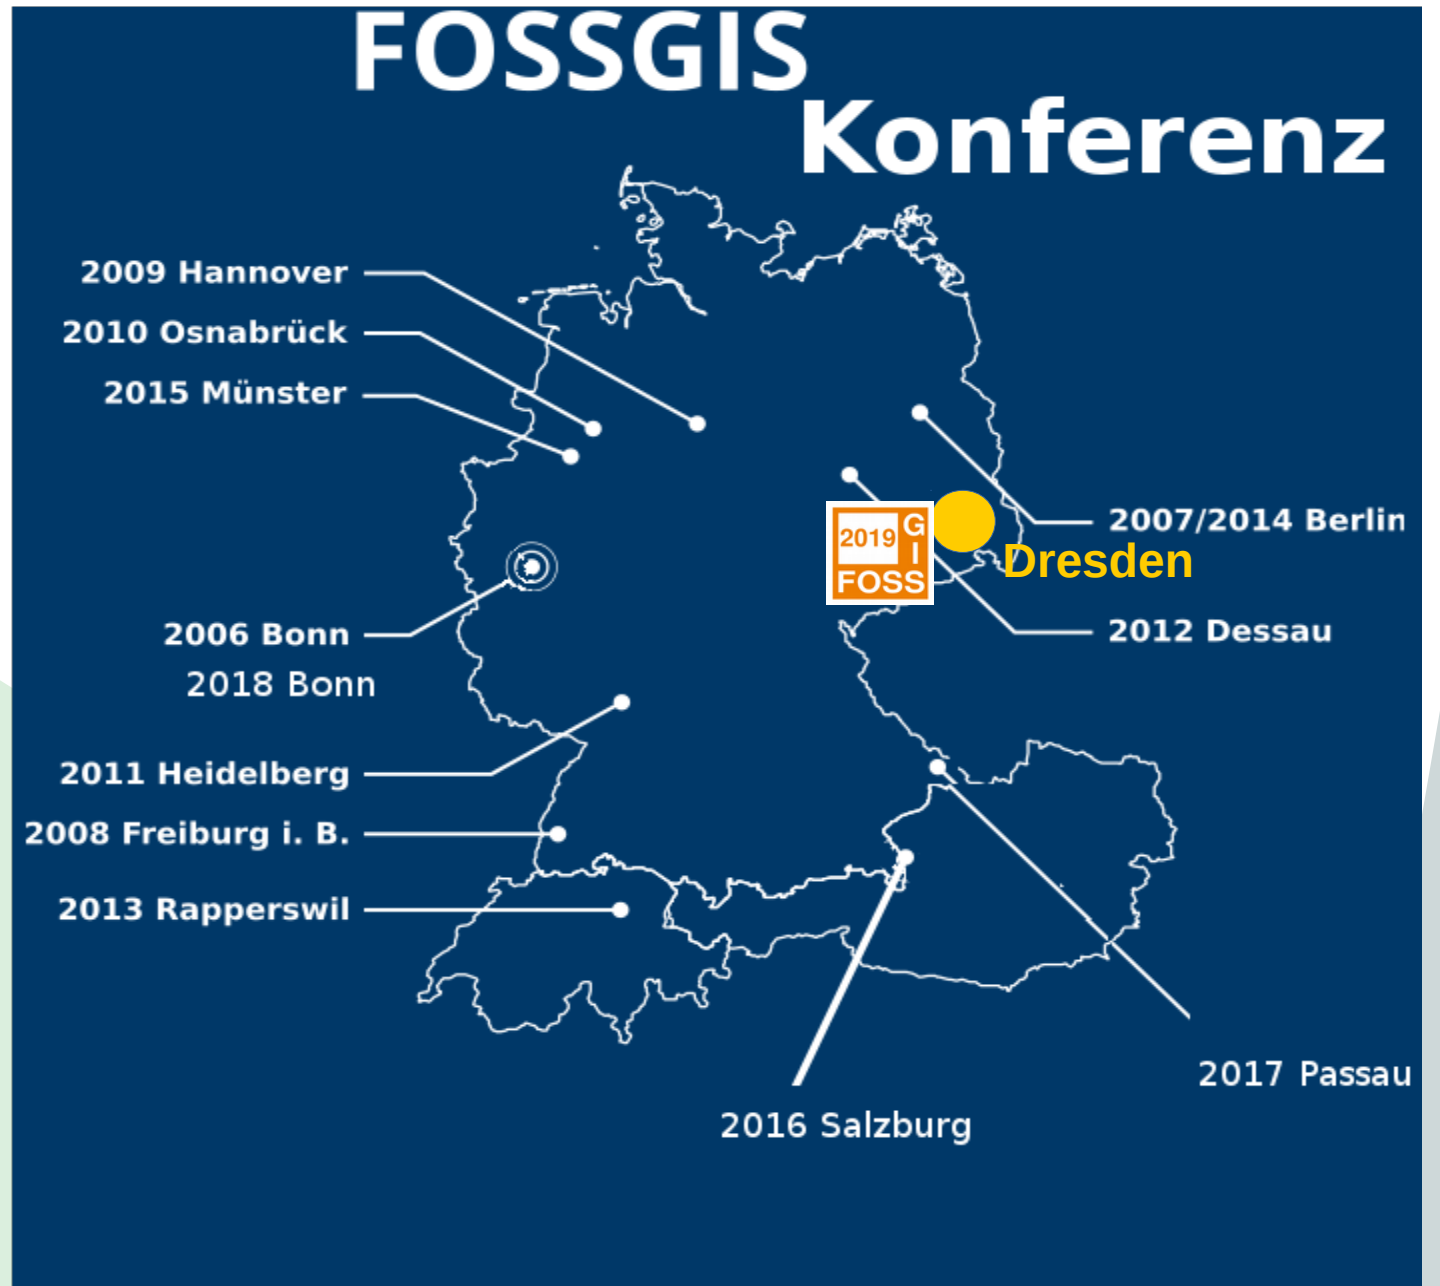 FOSSGIS
Konferenz
2009 Hannover
2010 Osnabrück
2015 Münster
2007/2014 Berlin
2019
G
I
FOSS
Dresden
2006 Bonn
2012 Dessau
2018 Bonn
2011 Heidelberg
2008 Freiburg i. B.
2013 Rapperswil
2017 Passau
2016 Salzburg